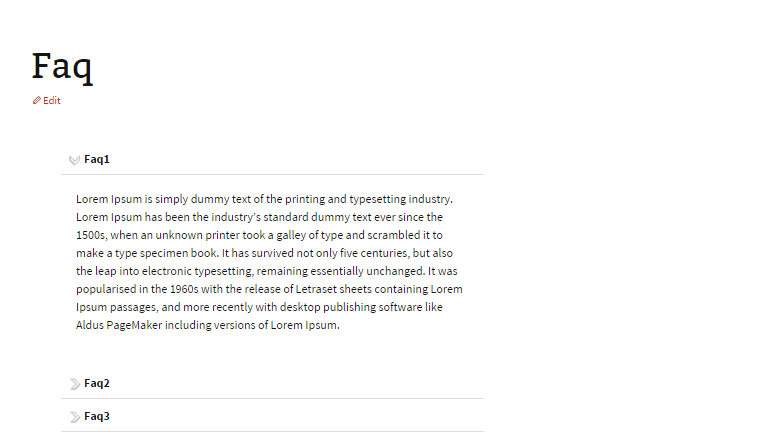 Faq
Edit
Faq1
Lorem Ipsum is simply dummy text of the printing and typesetting industry.
Lorem Ipsum has been the industry’s standard dummy text ever since the
1500s, when an unknown printer took a galley of type and scrambled it to
make a type specimen book. It has survived not only five centuries, but also
the leap into electronic typesetting, remaining essentially unchanged. It was
popularised in the 1960s with the release of Letraset sheets containing Lorem
Ipsum passages, and more recently with desktop publishing software like
Aldus PageMaker including versions of Lorem Ipsum.
Faq2
Faq3